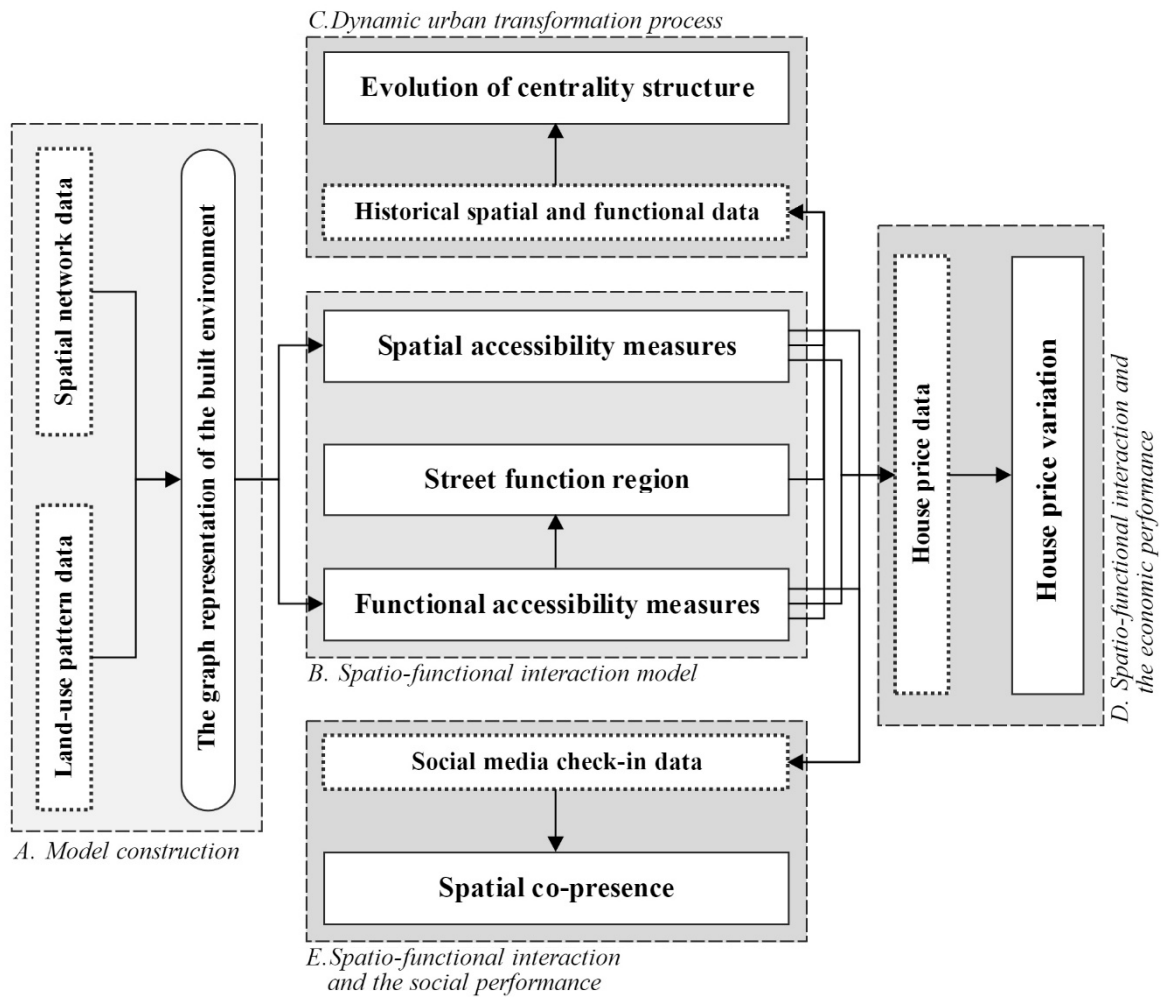 C.Dynamic urban transformation process
Evolution of centrality structure
Historical spatial and functional data
Spatial network data
Land-use pattern data
The graph representation of the built environment
A. Model construction
Spatial accessibility measures
Street function region
Functional accessibility measures
B. Spatio-functional interaction model
House price data
House price variation
D. Spatio-functional interaction and
the economic performance
Social media check-in data
Spatial co-presence
E.Spatio-functional interaction
and the social performance